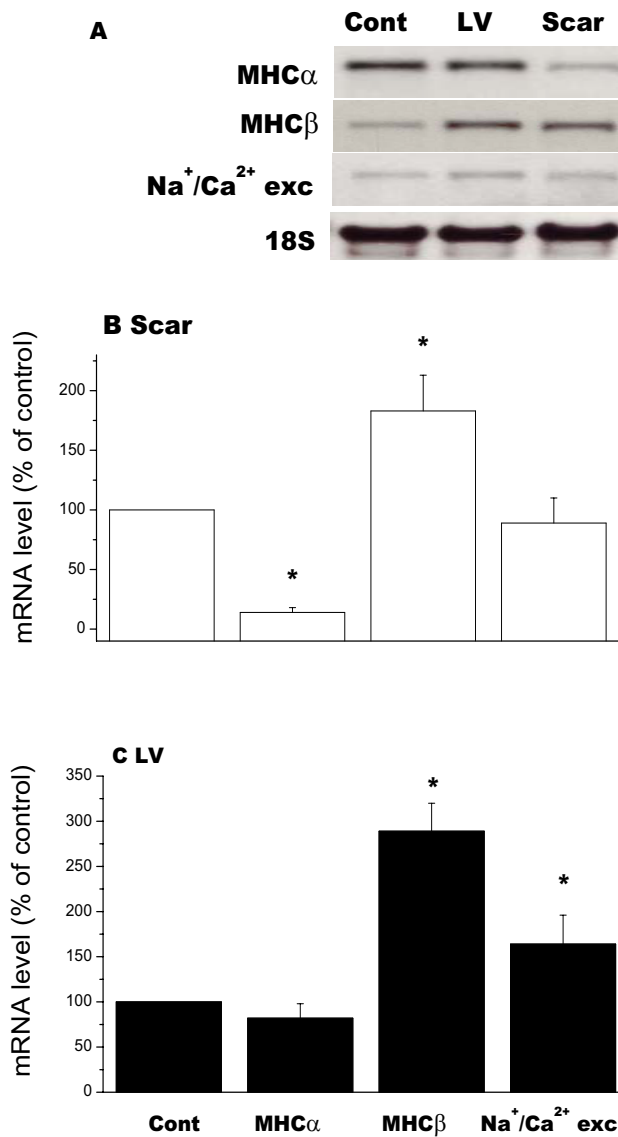 A
Cont LV Scar
MHCα
MHCβ
Na⁺/Ca²⁺ exc
18S
B Scar
mRNA level (% of control)
200
150
100
50
0
*
*
C LV
mRNA level (% of control)
350
300
250
200
150
100
50
0
*
*
Cont MHCα MHCβ Na⁺/Ca²⁺ exc